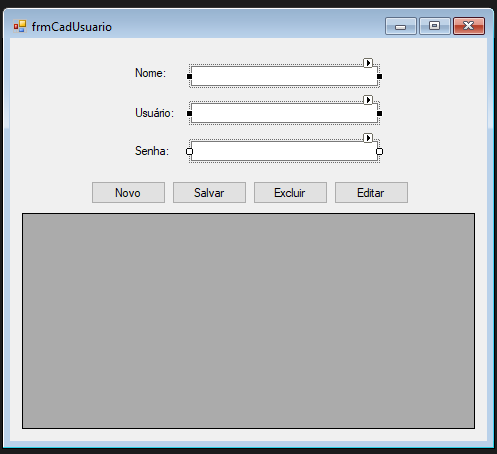 frmCadUsuario
Nome:
Usuário:
Senha:
Novo Salvar Excluir Editar